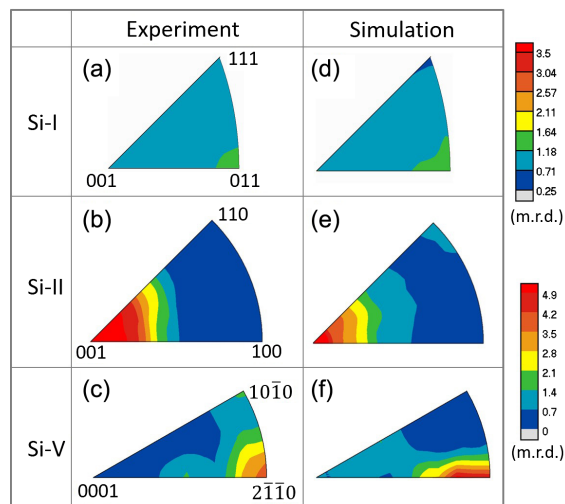 Experiment Simulation
(a) 111 (d)
Si-I
001 011
3.5
3.04
2.57
2.11
1.64
1.18
0.71
0.25
(m.r.d.)
(b) 110 (e)
Si-II
001 100
(c) 101̄0 (f)
Si-V
0001 21̄1̄0
4.9
4.2
3.5
2.8
2.1
1.4
0.7
0
(m.r.d.)